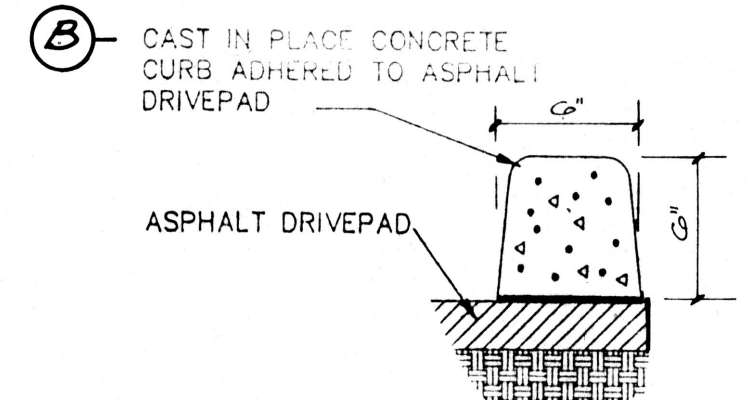 B
CAST IN PLACE CONCRETE
CURB ADHERED TO ASPHALT
DRIVEPAD
6"
6"
ASPHALT DRIVEPAD